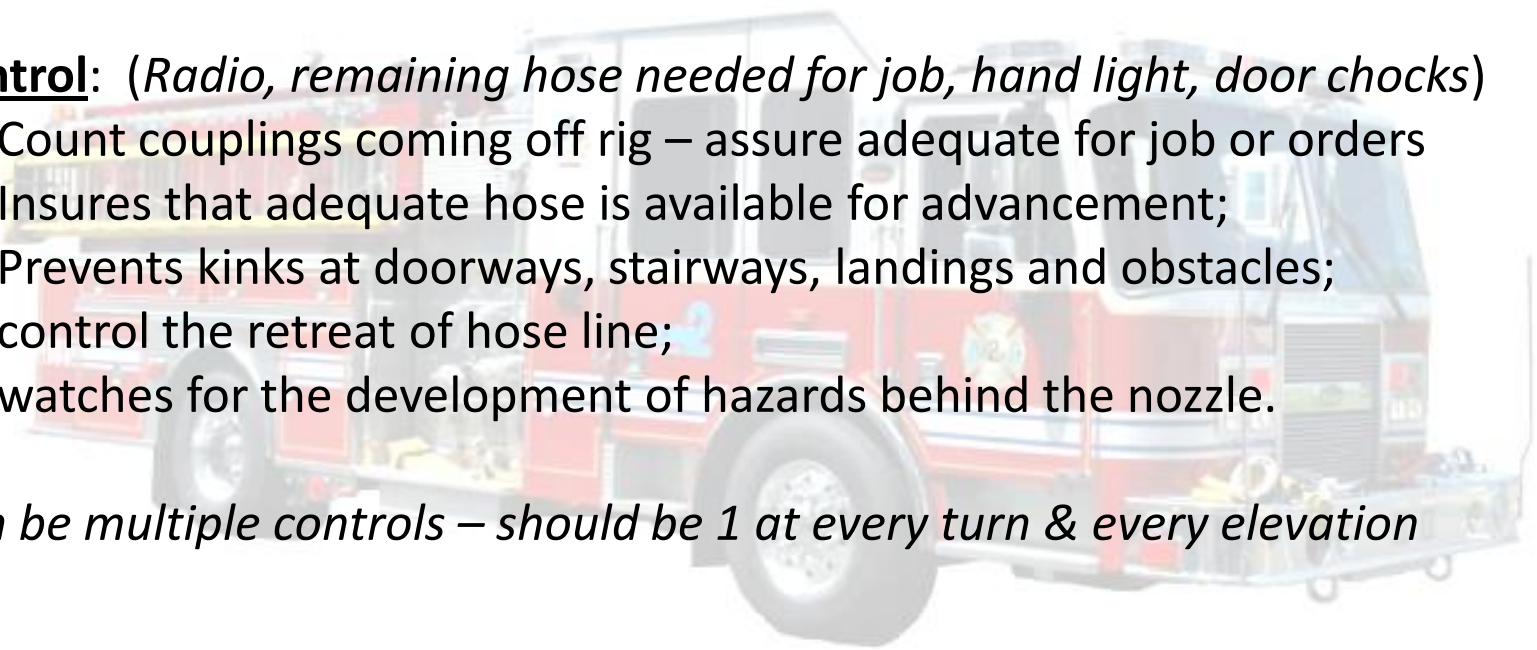 ntrol: (Radio, remaining hose needed for job, hand light, door chocks)
Count couplings coming off rig – assure adequate for job or orders
Insures that adequate hose is available for advancement;
Prevents kinks at doorways, stairways, landings and obstacles;
control the retreat of hose line;
watches for the development of hazards behind the nozzle.
n be multiple controls – should be 1 at every turn & every elevation
2